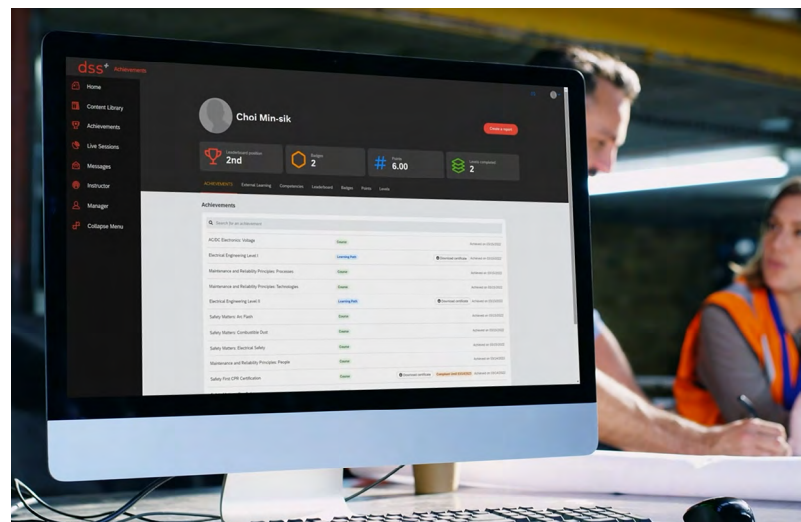 dss+ Achievements
Home
Content Library
Achievements
Live Sessions
Messages
Instructor
Manager
Collapse Menu
Choi Min-sik
Create a report
Leaderboard position
2nd
Badges
2
Points
6.00
Levels completed
2
ACHIEVEMENTS External Learning Competencies Leaderboard Badges Points Levels
Achievements
Search for an achievement
AC/DC Electronics: Voltage Course
Electrical Engineering Level I Learning Path Download certificate
Maintenance and Reliability Principles: Processes Course
Maintenance and Reliability Principles: Technologies Course
Electrical Engineering Level II Learning Path Download certificate
Safety Matters: Arc Flash Course
Safety Matters: Combustible Dust Course
Safety Matters: Electrical Safety Course
Maintenance and Reliability Principles: People Course
Safety First CPR Certification Course Download certificate